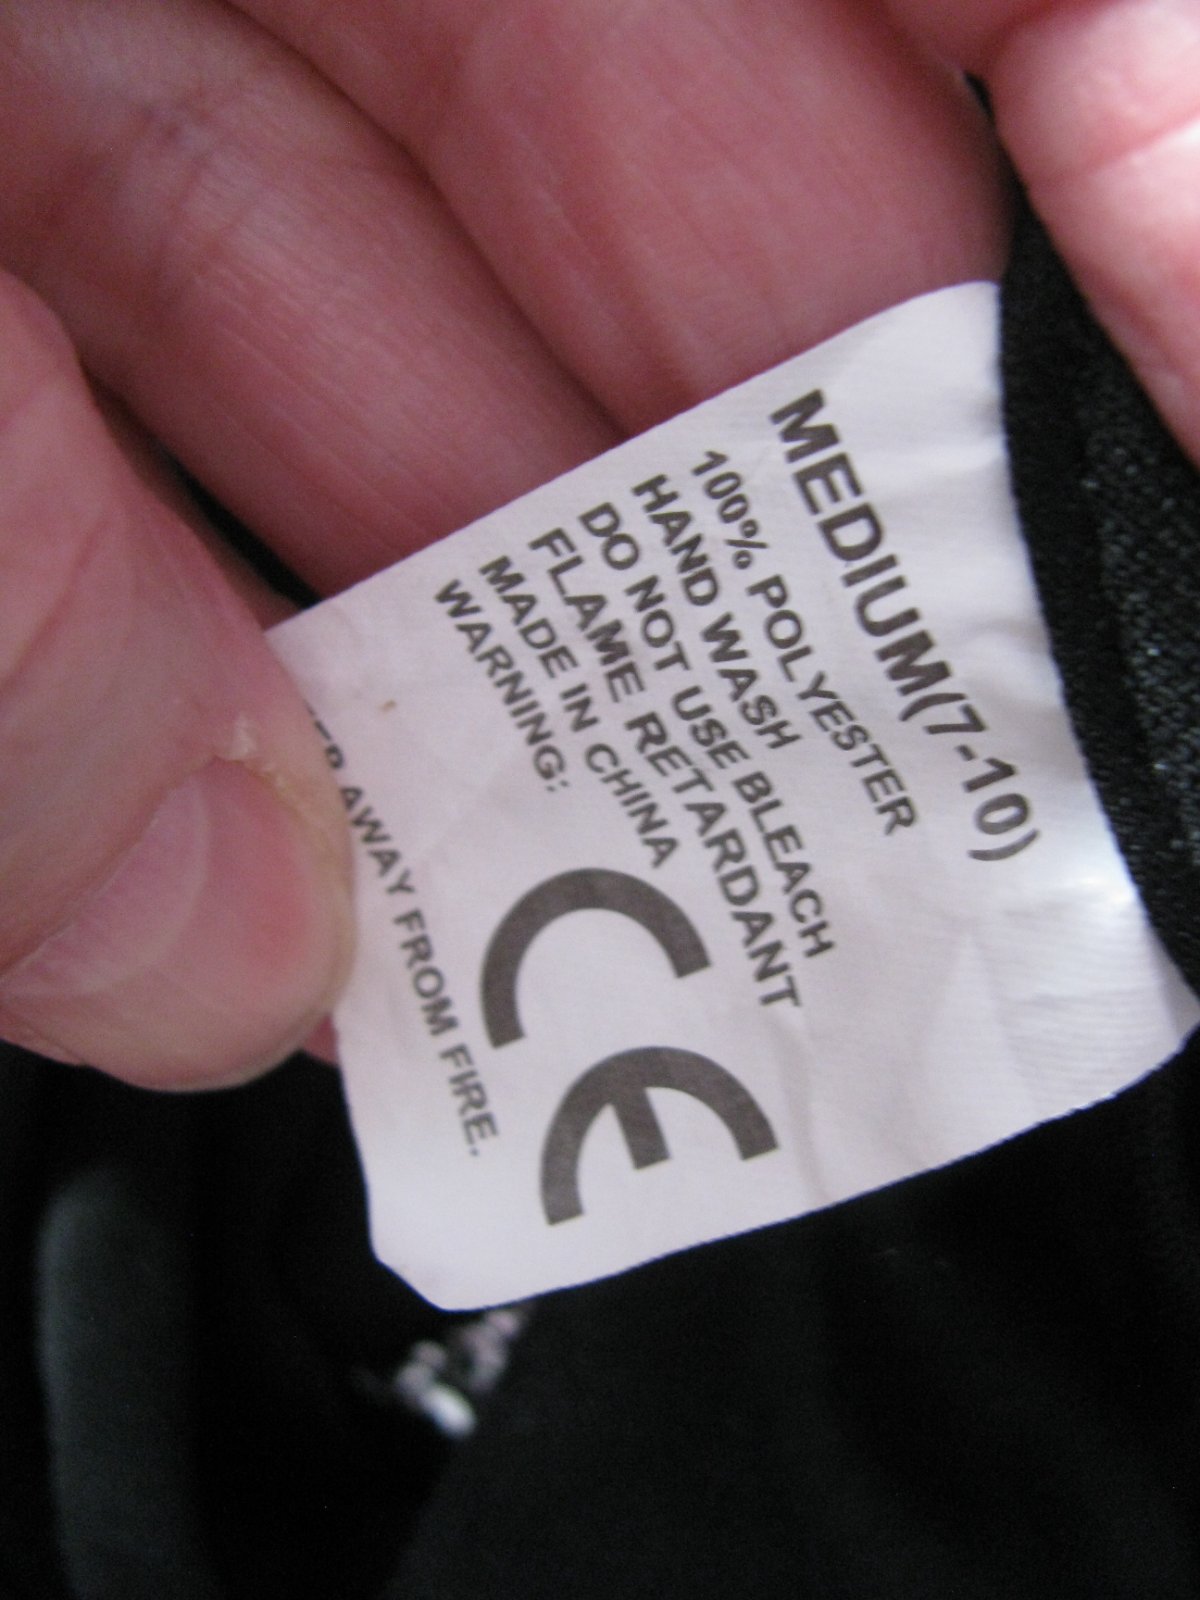 MEDIUM(7-10)
100% POLYESTER
HAND WASH
DO NOT USE BLEACH
FLAME RETARDANT
MADE IN CHINA
WARNING:
CE
AWAY FROM FIRE.